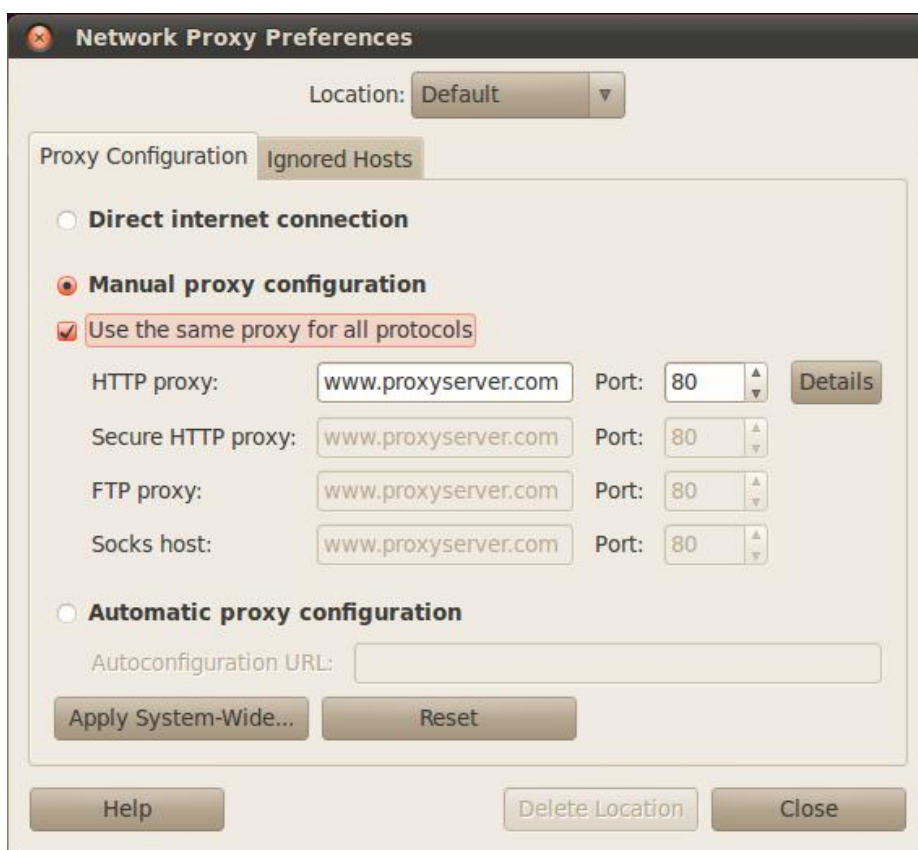 Network Proxy Preferences
Location: Default
Proxy Configuration Ignored Hosts
Direct internet connection
Manual proxy configuration
Use the same proxy for all protocols
HTTP proxy: www.proxyserver.com Port: 80 Details
Secure HTTP proxy: www.proxyserver.com Port: 80
FTP proxy: www.proxyserver.com Port: 80
Socks host: www.proxyserver.com Port: 80
Automatic proxy configuration
Autoconfiguration URL:
Apply System-Wide... Reset
Help Delete Location Close